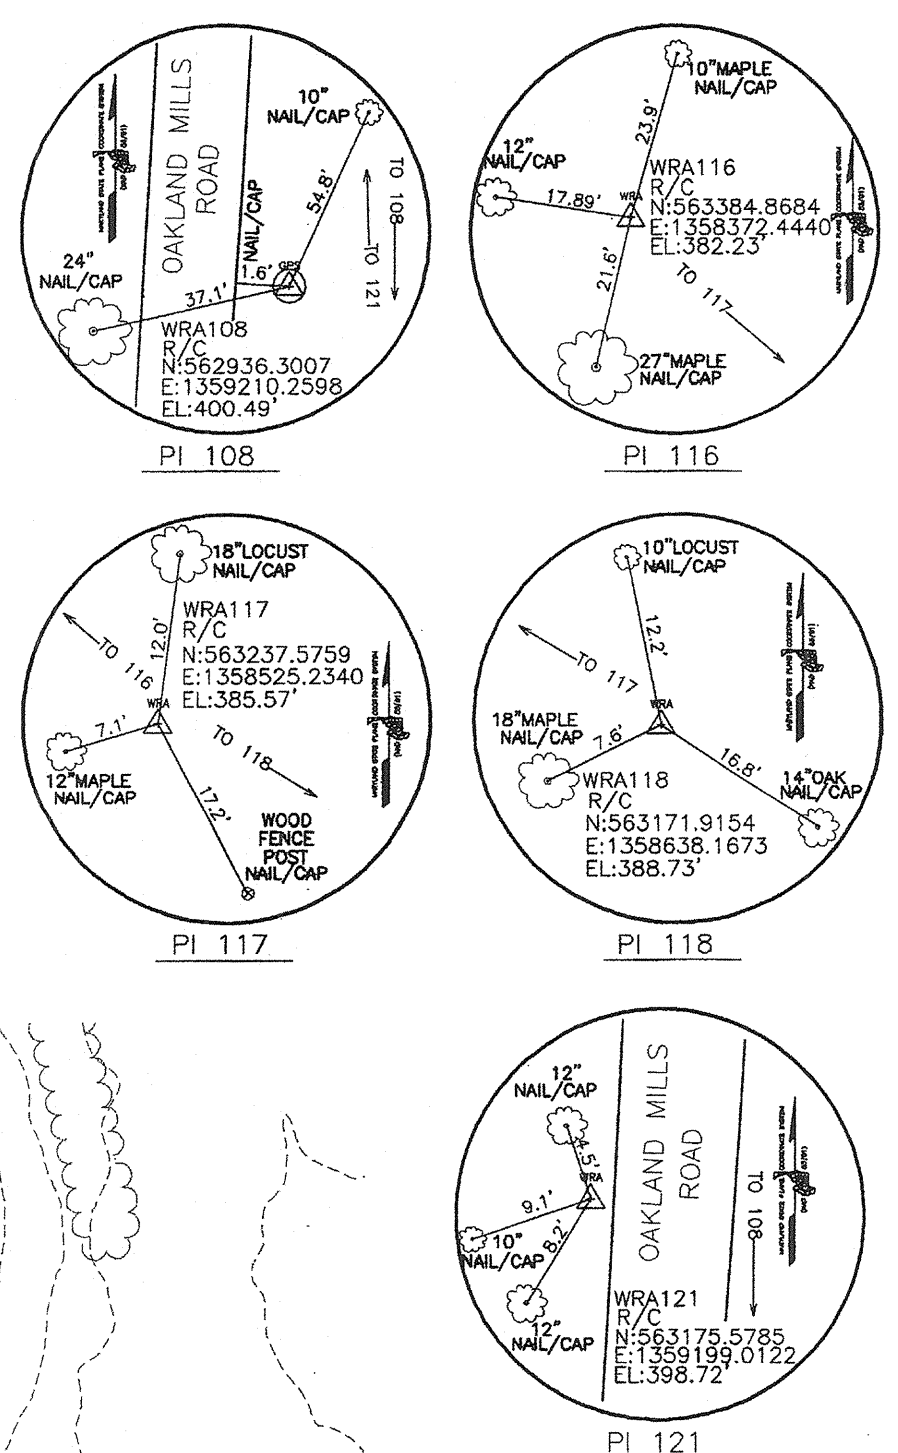 10"
NAIL/CAP
OAKLAND MILLS
ROAD
NAIL/CAP
TO 108
TO 121
54.8'
24"
NAIL/CAP
1.6'
GPS
37.1'
WRA108
R/C
N:562936.3007
E:1359210.2598
EL:400.49'
PI 108
10"MAPLE
NAIL/CAP
23.9'
12"
NAIL/CAP
17.89'
WRA
WRA116
R/C
N:563384.8684
E:1358372.4440
EL:382.23'
21.6'
TO 117
27"MAPLE
NAIL/CAP
PI 116
18"LOCUST
NAIL/CAP
12.0'
WRA117
R/C
N:563237.5759
E:1358525.2340
EL:385.57'
TO 116
WRA
7.1'
TO 118
12"MAPLE
NAIL/CAP
17.2'
WOOD
FENCE
POST
NAIL/CAP
PI 117
10"LOCUST
NAIL/CAP
12.2'
TO 117
WRA
18"MAPLE
NAIL/CAP
7.6'
16.8'
14"OAK
NAIL/CAP
WRA118
R/C
N:563171.9154
E:1358638.1673
EL:388.73'
PI 118
12"
NAIL/CAP
OAKLAND MILLS
ROAD
4.5'
WRA
9.1'
8.2'
TO 108
10"
NAIL/CAP
12"
NAIL/CAP
WRA121
R/C
N:563175.5785
E:1359199.0122
EL:398.72'
PI 121